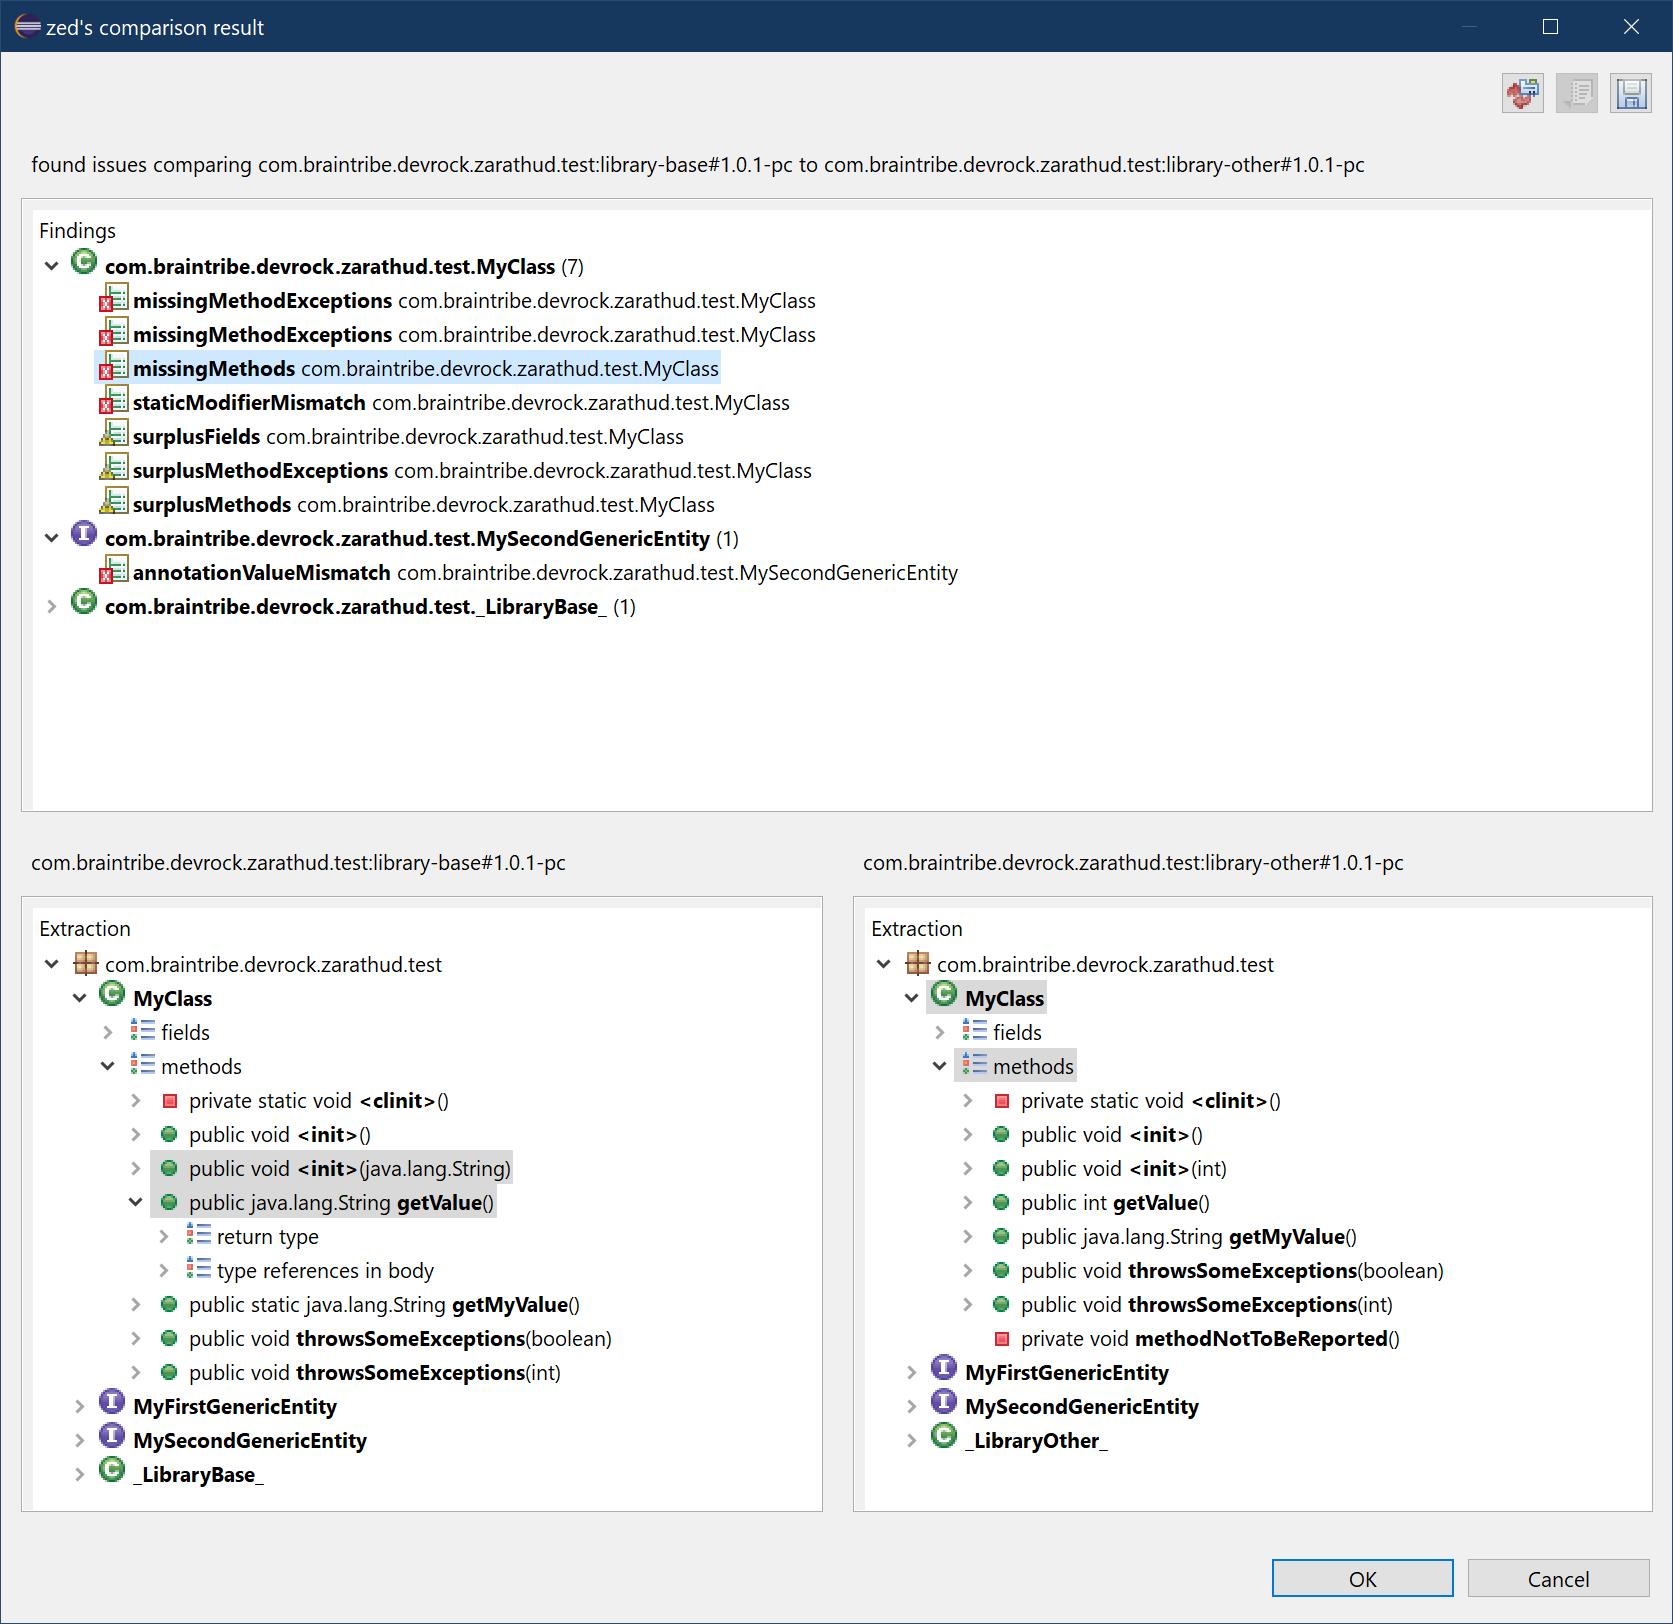 zed's comparison result
found issues comparing com.braintribe.devrock.zarathud.test:library-base#1.0.1-pc to com.braintribe.devrock.zarathud.test:library-other#1.0.1-pc
Findings
C com.braintribe.devrock.zarathud.test.MyClass (7)
missingMethodExceptions com.braintribe.devrock.zarathud.test.MyClass
missingMethodExceptions com.braintribe.devrock.zarathud.test.MyClass
missingMethods com.braintribe.devrock.zarathud.test.MyClass
staticModifierMismatch com.braintribe.devrock.zarathud.test.MyClass
surplusFields com.braintribe.devrock.zarathud.test.MyClass
surplusMethodExceptions com.braintribe.devrock.zarathud.test.MyClass
surplusMethods com.braintribe.devrock.zarathud.test.MyClass
I com.braintribe.devrock.zarathud.test.MySecondGenericEntity (1)
annotationValueMismatch com.braintribe.devrock.zarathud.test.MySecondGenericEntity
C com.braintribe.devrock.zarathud.test._LibraryBase_ (1)
com.braintribe.devrock.zarathud.test:library-base#1.0.1-pc
Extraction
com.braintribe.devrock.zarathud.test
C MyClass
fields
methods
private static void <clinit>()
public void <init>()
public void <init>(java.lang.String)
public java.lang.String getValue()
return type
type references in body
public static java.lang.String getMyValue()
public void throwsSomeExceptions(boolean)
public void throwsSomeExceptions(int)
I MyFirstGenericEntity
I MySecondGenericEntity
C _LibraryBase_
com.braintribe.devrock.zarathud.test:library-other#1.0.1-pc
Extraction
com.braintribe.devrock.zarathud.test
C MyClass
fields
methods
private static void <clinit>()
public void <init>()
public void <init>(int)
public int getValue()
public java.lang.String getMyValue()
public void throwsSomeExceptions(boolean)
public void throwsSomeExceptions(int)
private void methodNotToBeReported()
I MyFirstGenericEntity
I MySecondGenericEntity
C _LibraryOther_
OK
Cancel